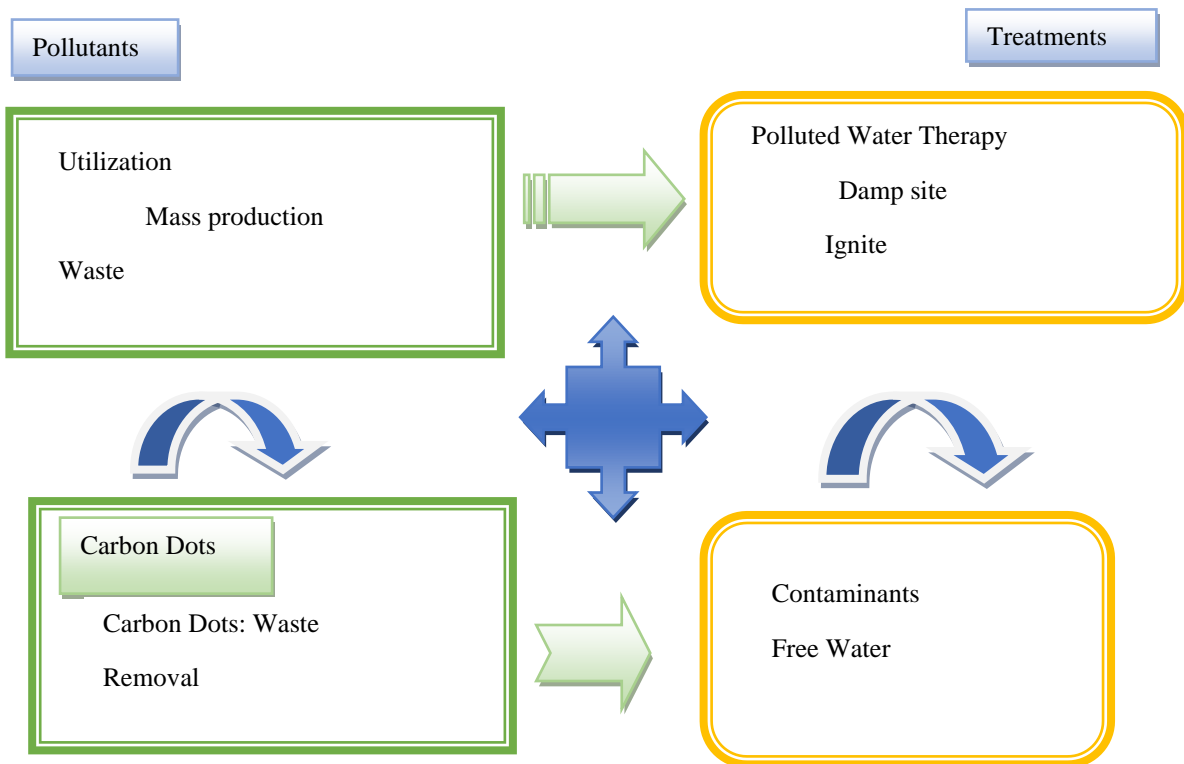 Pollutants
Treatments
Utilization
Mass production
Waste
Polluted Water Therapy
Damp site
Ignite
Carbon Dots
Carbon Dots: Waste
Removal
Contaminants
Free Water